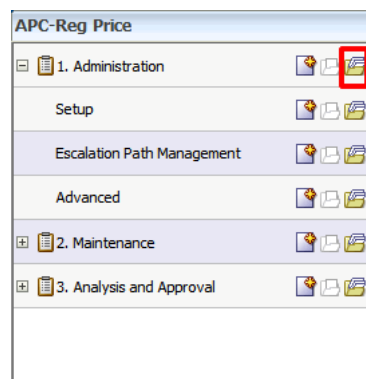 APC-Reg Price
1. Administration
Setup
Escalation Path Management
Advanced
2. Maintenance
3. Analysis and Approval